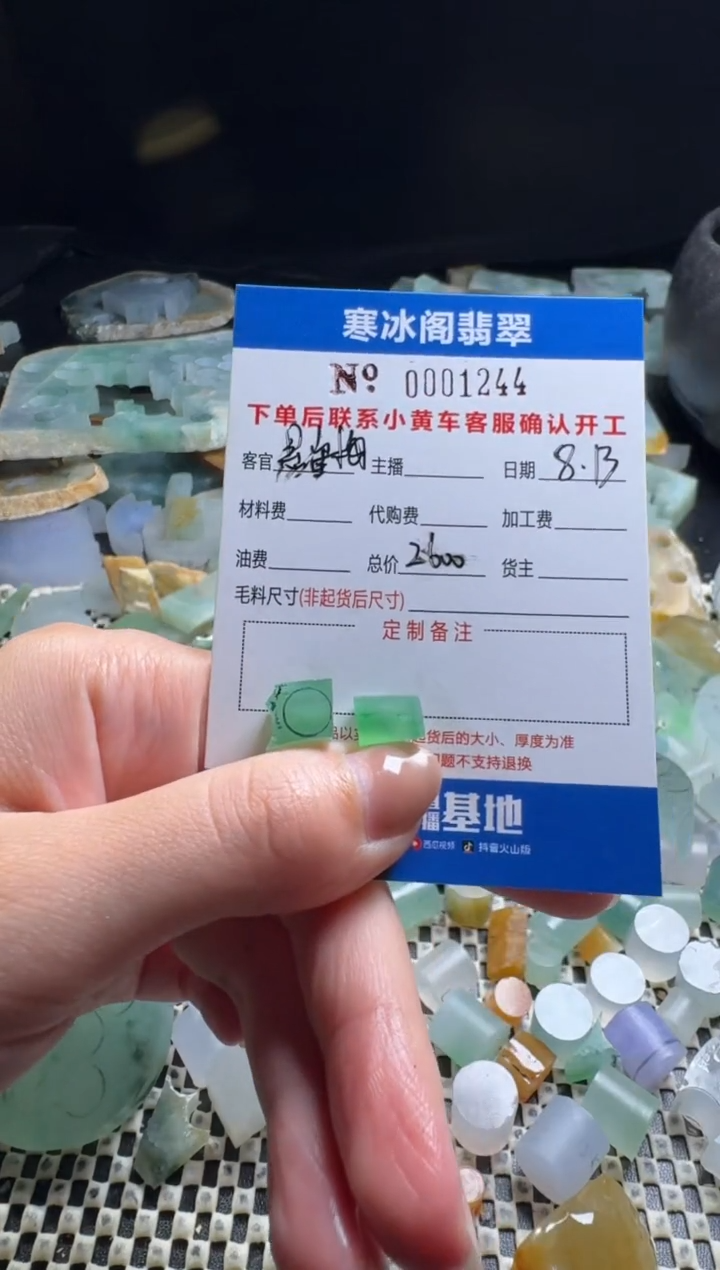 寒冰阁翡翠
Nº 0001244
下单后联系小黄车客服确认开工
客官 主播 日期 8.13
材料费 代购费 加工费
油费 总价 2600 货主
毛料尺寸(非起货后尺寸)
定制备注
品以 起货后的大小、厚度为准
问题不支持退换
播基地
西瓜视频 抖音火山版